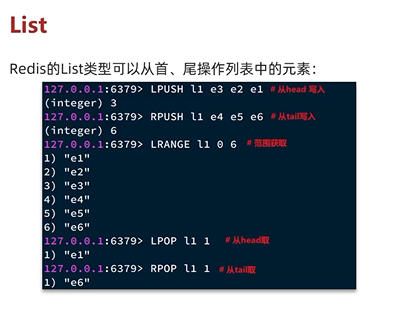 List
Redis的List类型可以从首、尾操作列表中的元素：
127.0.0.1:6379> LPUSH l1 e3 e2 e1 # 从head 写入
(integer) 3
127.0.0.1:6379> RPUSH l1 e4 e5 e6 # 从tail写入
(integer) 6
127.0.0.1:6379> LRANGE l1 0 6 # 范围获取
1) "e1"
2) "e2"
3) "e3"
4) "e4"
5) "e5"
6) "e6"
127.0.0.1:6379> LPOP l1 1 # 从head取
1) "e1"
127.0.0.1:6379> RPOP l1 1 # 从tail取
1) "e6"